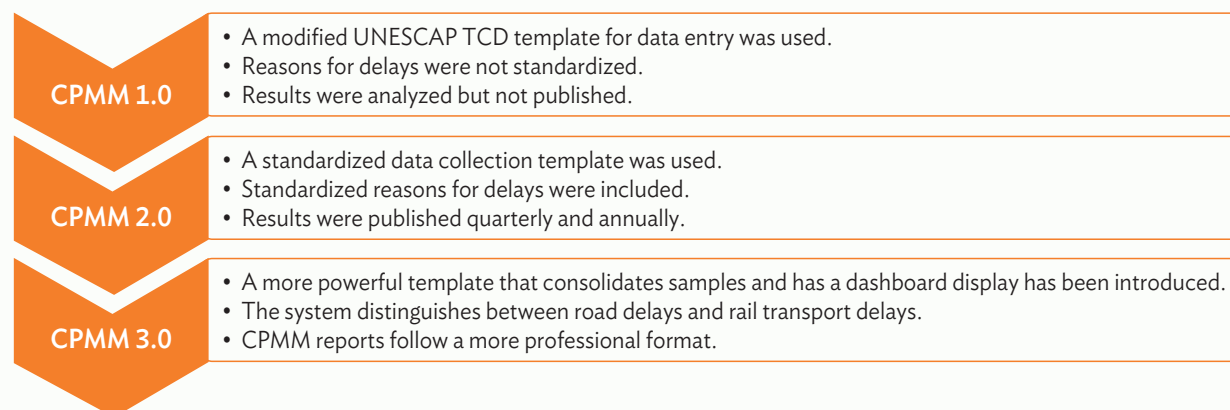 CPMM 1.0
• A modified UNESCAP TCD template for data entry was used.
• Reasons for delays were not standardized.
• Results were analyzed but not published.
CPMM 2.0
• A standardized data collection template was used.
• Standardized reasons for delays were included.
• Results were published quarterly and annually.
CPMM 3.0
• A more powerful template that consolidates samples and has a dashboard display has been introduced.
• The system distinguishes between road delays and rail transport delays.
• CPMM reports follow a more professional format.